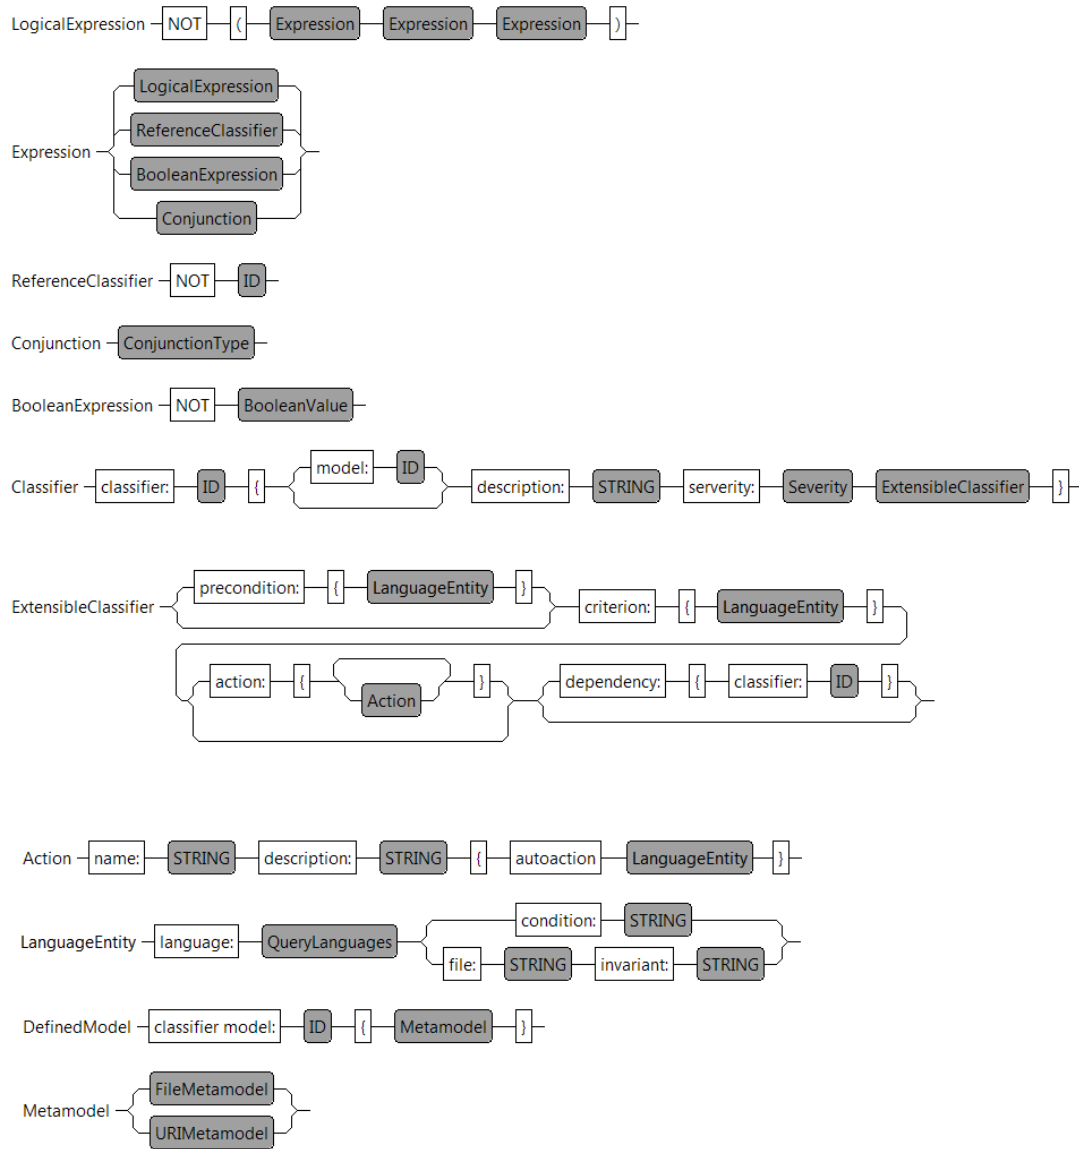 LogicalExpression NOT ( Expression Expression Expression )
LogicalExpression
ReferenceClassifier
Expression
BooleanExpression
Conjunction
ReferenceClassifier NOT ID
Conjunction ConjunctionType
BooleanExpression NOT BooleanValue
model: ID
Classifier classifier: ID { description: STRING serverity: Severity ExtensibleClassifier }
precondition: { LanguageEntity }
ExtensibleClassifier criterion: { LanguageEntity }
action: { } dependency: { classifier: ID }
Action
Action name: STRING description: STRING { autoaction LanguageEntity }
condition: STRING
LanguageEntity language: QueryLanguages
file: STRING invariant: STRING
DefinedModel classifier model: ID { Metamodel }
FileMetamodel
Metamodel
URIMetamodel